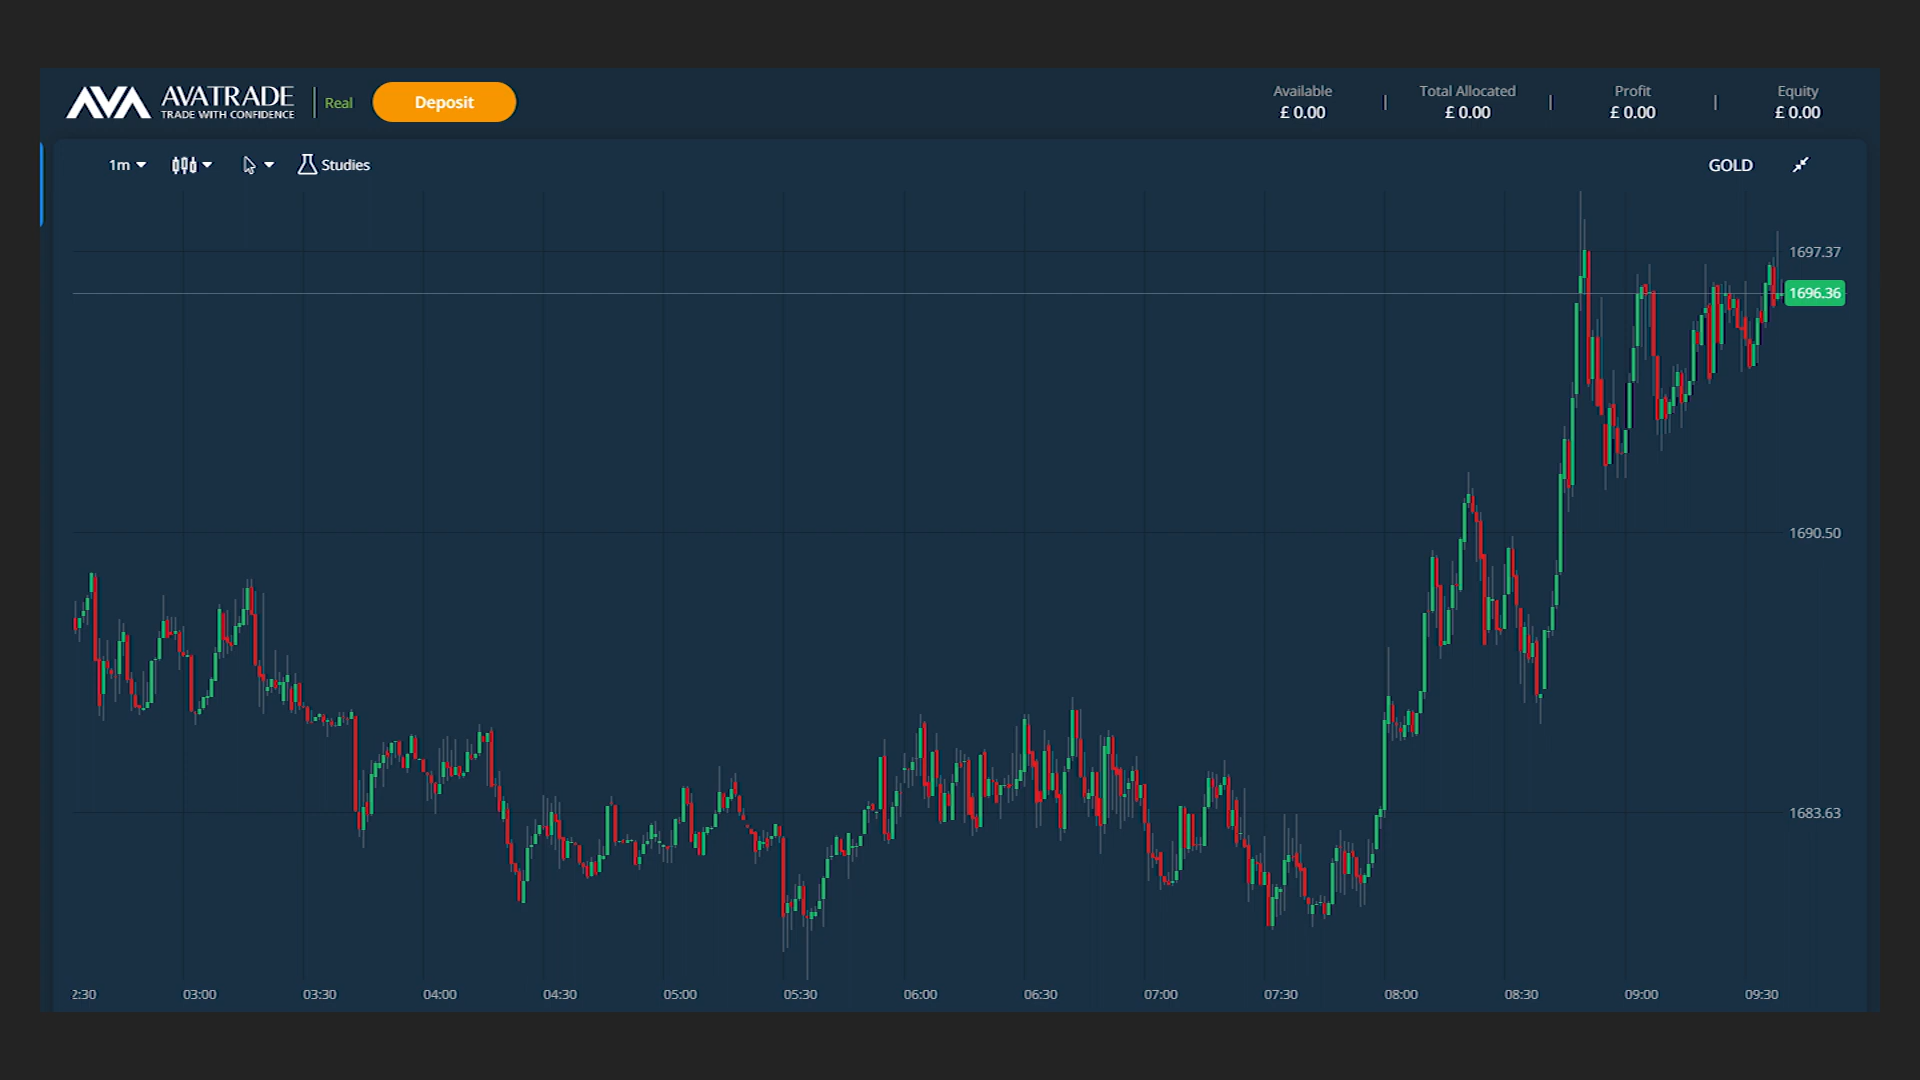 AVA AVATRADE
TRADE WITH CONFIDENCE
Real
Deposit
Available
£ 0.00
Total Allocated
£ 0.00
Profit
£ 0.00
Equity
£ 0.00
1m
Studies
GOLD
1697.37
1696.36
1690.50
1683.63
2:30 03:00 03:30 04:00 04:30 05:00 05:30 06:00 06:30 07:00 07:30 08:00 08:30 09:00 09:30